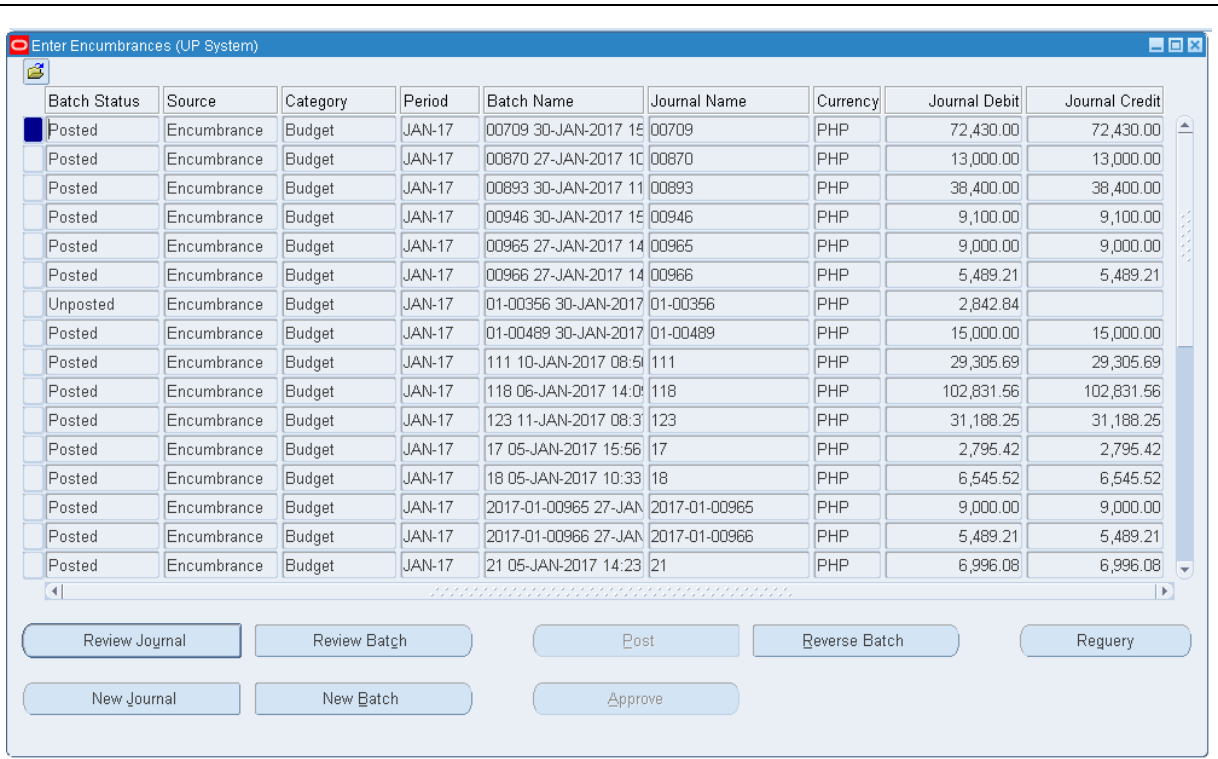 Enter Encumbrances (UP System)
Batch Status Source Category Period Batch Name Journal Name Currency Journal Debit Journal Credit
Posted Encumbrance Budget JAN-17 00709 30-JAN-2017 15 00709 PHP 72,430.00 72,430.00
Posted Encumbrance Budget JAN-17 00870 27-JAN-2017 10 00870 PHP 13,000.00 13,000.00
Posted Encumbrance Budget JAN-17 00893 30-JAN-2017 11 00893 PHP 38,400.00 38,400.00
Posted Encumbrance Budget JAN-17 00946 30-JAN-2017 15 00946 PHP 9,100.00 9,100.00
Posted Encumbrance Budget JAN-17 00965 27-JAN-2017 14 00965 PHP 9,000.00 9,000.00
Posted Encumbrance Budget JAN-17 00966 27-JAN-2017 14 00966 PHP 5,489.21 5,489.21
Unposted Encumbrance Budget JAN-17 01-00356 30-JAN-2017 01-00356 PHP 2,842.84
Posted Encumbrance Budget JAN-17 01-00489 30-JAN-2017 01-00489 PHP 15,000.00 15,000.00
Posted Encumbrance Budget JAN-17 111 10-JAN-2017 08:5 111 PHP 29,305.69 29,305.69
Posted Encumbrance Budget JAN-17 118 06-JAN-2017 14:0 118 PHP 102,831.56 102,831.56
Posted Encumbrance Budget JAN-17 123 11-JAN-2017 08:3 123 PHP 31,188.25 31,188.25
Posted Encumbrance Budget JAN-17 17 05-JAN-2017 15:56 17 PHP 2,795.42 2,795.42
Posted Encumbrance Budget JAN-17 18 05-JAN-2017 10:33 18 PHP 6,545.52 6,545.52
Posted Encumbrance Budget JAN-17 2017-01-00965 27-JAN 2017-01-00965 PHP 9,000.00 9,000.00
Posted Encumbrance Budget JAN-17 2017-01-00966 27-JAN 2017-01-00966 PHP 5,489.21 5,489.21
Posted Encumbrance Budget JAN-17 21 05-JAN-2017 14:23 21 PHP 6,996.08 6,996.08
Review Journal Review Batch Post Reverse Batch Requery
New Journal New Batch Approve